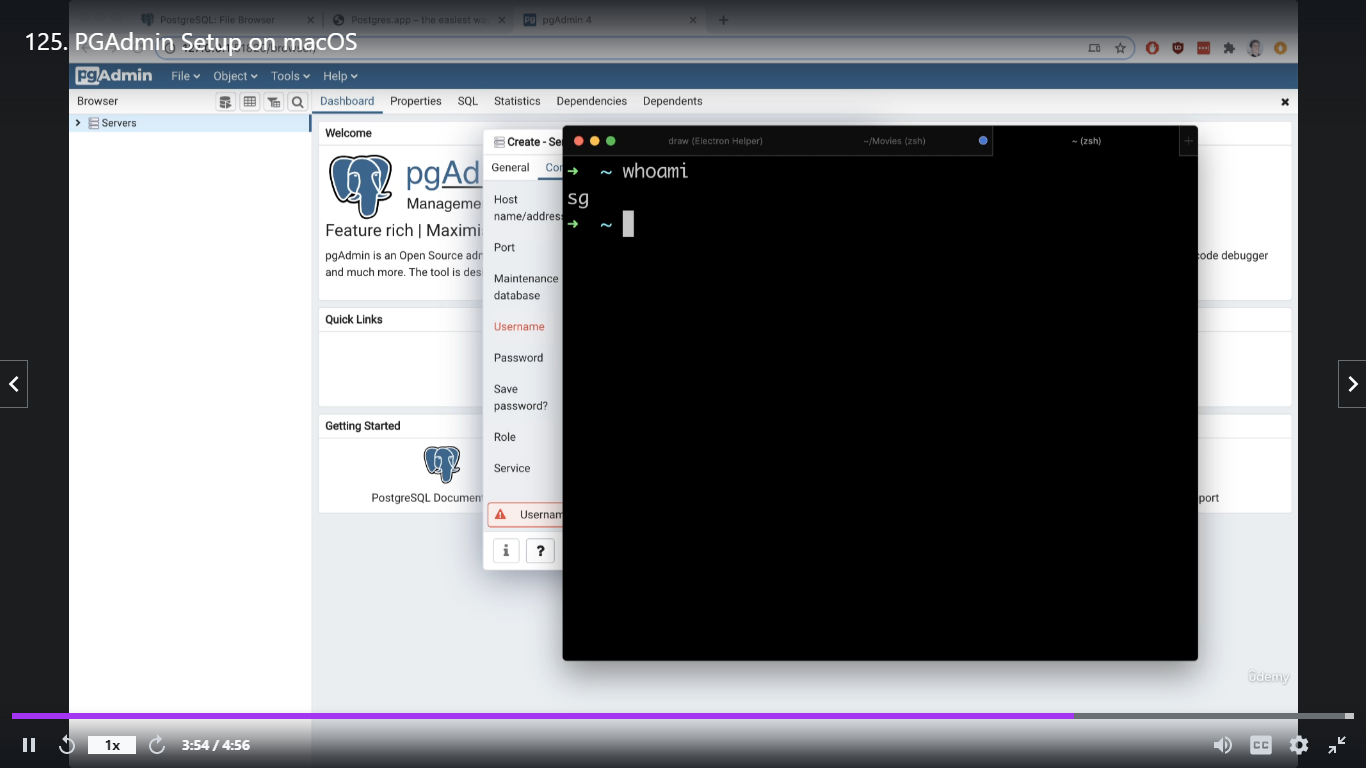 PostgreSQL: File Browser
Postgres.app – the easiest wa
pgAdmin 4
125. PGAdmin Setup on macOS
pgAdmin File Object Tools Help
Browser
Dashboard Properties SQL Statistics Dependencies Dependents
Servers
Welcome
pgAd
Manageme
Feature rich | Maximi
pgAdmin is an Open Source adm
and much more. The tool is des
code debugger
Quick Links
Getting Started
PostgreSQL Documen
port
Create - Se
General Co
Host
name/address
Port
Maintenance
database
Username
Password
Save
password?
Role
Service
Usernam
i ?
draw (Electron Helper) ~/Movies (zsh) ~ (zsh)
→ ~ whoami
sg
→ ~
ûdemy
1x 3:54 / 4:56
CC